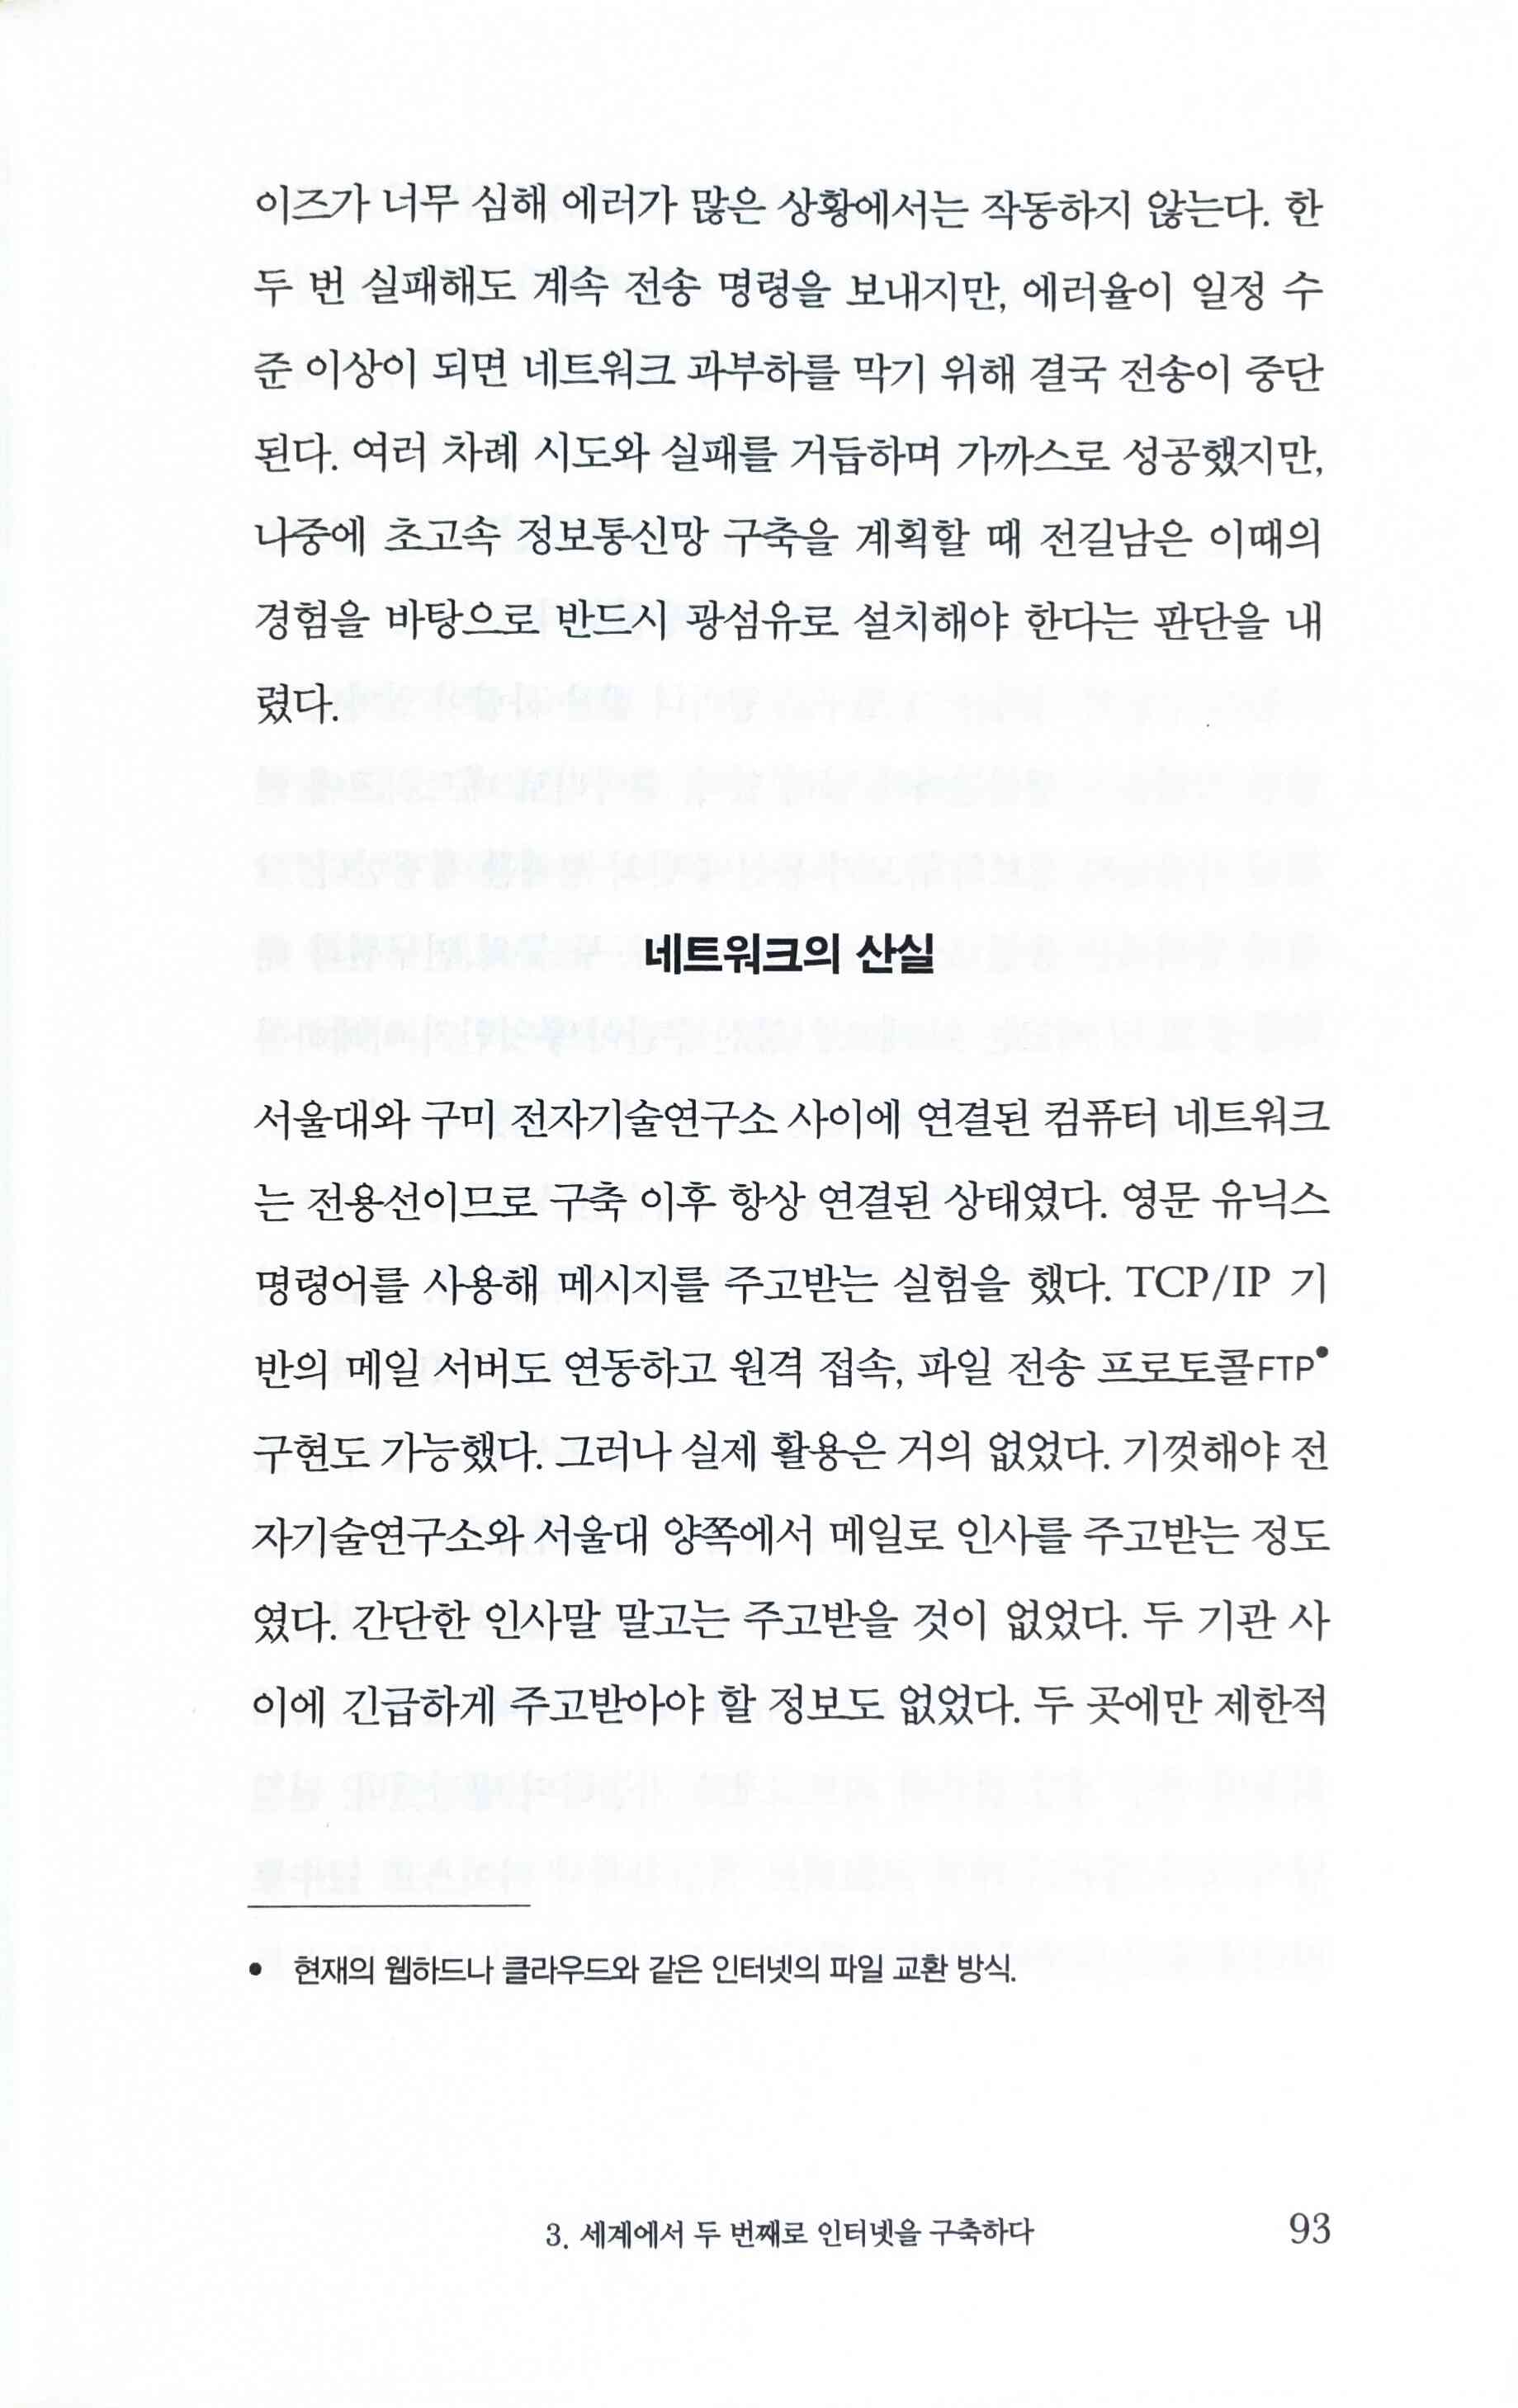 이즈가 너무 심해 에러가 많은 상황에서는 작동하지 않는다. 한
두 번 실패해도 계속 전송 명령을 보내지만, 에러율이 일정 수
준 이상이 되면 네트워크 과부하를 막기 위해 결국 전송이 중단
된다. 여러 차례 시도와 실패를 거듭하며 가까스로 성공했지만,
나중에 초고속 정보통신망 구축을 계획할 때 전길남은 이때의
경험을 바탕으로 반드시 광섬유로 설치해야 한다는 판단을 내
렸다.
네트워크의 산실
서울대와 구미 전자기술연구소 사이에 연결된 컴퓨터 네트워크
는 전용선이므로 구축 이후 항상 연결된 상태였다. 영문 유닉스
명령어를 사용해 메시지를 주고받는 실험을 했다. TCP/IP 기
반의 메일 서버도 연동하고 원격 접속, 파일 전송 프로토콜FTP•
구현도 가능했다. 그러나 실제 활용은 거의 없었다. 기껏해야 전
자기술연구소와 서울대 양쪽에서 메일로 인사를 주고받는 정도
였다. 간단한 인사말 말고는 주고받을 것이 없었다. 두 기관 사
이에 긴급하게 주고받아야 할 정보도 없었다. 두 곳에만 제한적
• 현재의 웹하드나 클라우드와 같은 인터넷의 파일 교환 방식.
3. 세계에서 두 번째로 인터넷을 구축하다 93